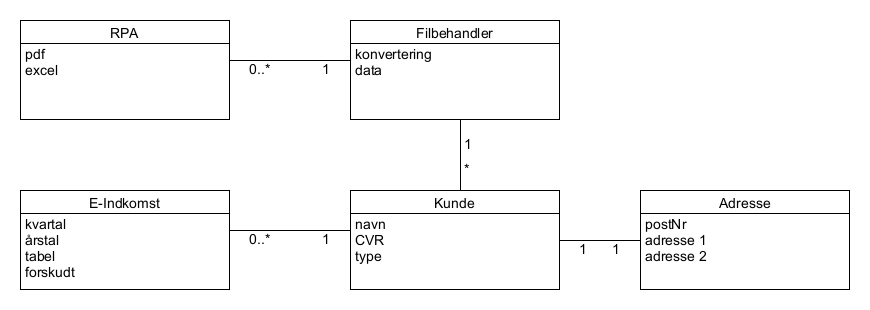 RPA
pdf
excel
0..*
1
Filbehandler
konvertering
data
1
*
E-Indkomst
kvartal
årstal
tabel
forskudt
0..*
1
Kunde
navn
CVR
type
1
1
Adresse
postNr
adresse 1
adresse 2